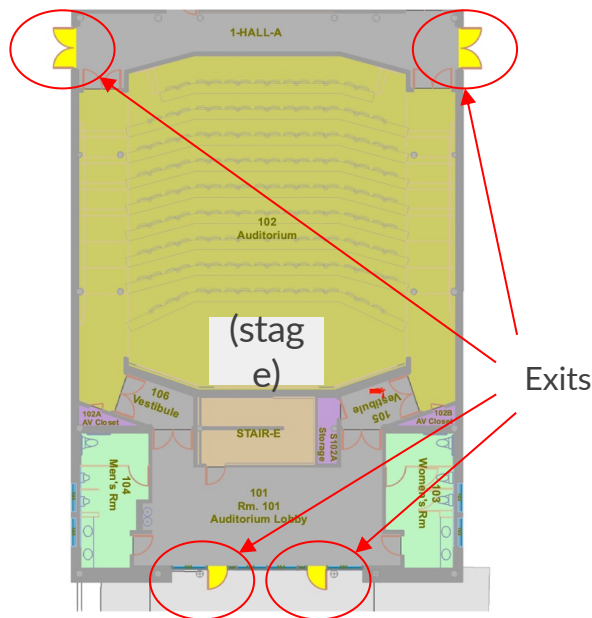 1-HALL-A
102
Auditorium
(stag
e)
Exits
106
Vestibule
105
Vestibule
102A
AV Closet
102B
AV Closet
STAIR-E
S102A
Storage
104
Men's Rm
103
Women's Rm
101
Rm. 101
Auditorium Lobby